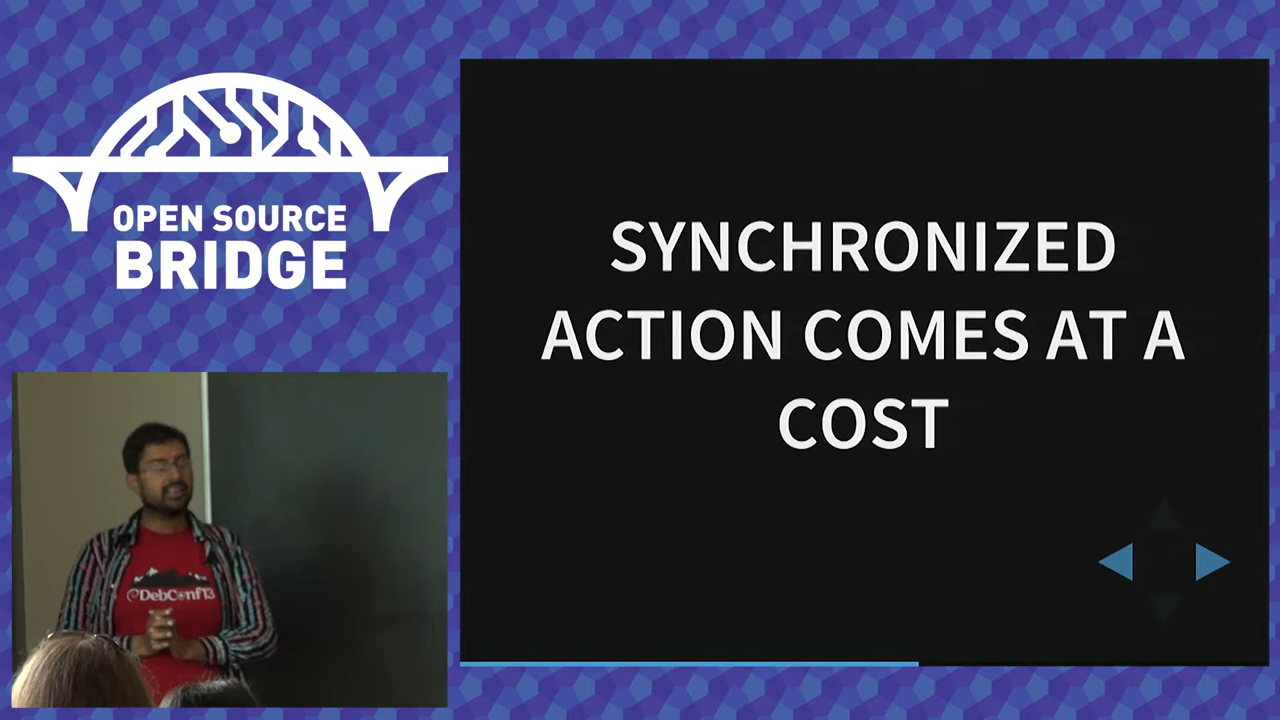 OPEN SOURCE
BRIDGE
SYNCHRONIZED
ACTION COMES AT A
COST
DebConf13